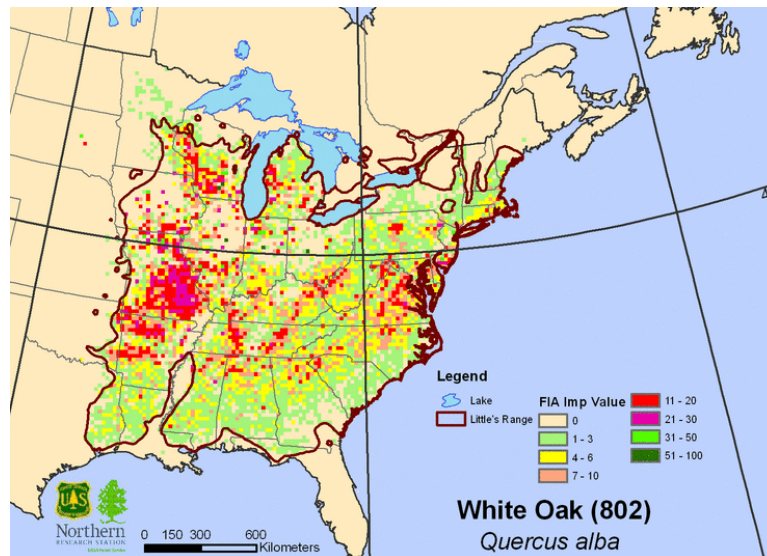 Legend
Lake
Little's Range
FIA Imp Value
0
1 - 3
4 - 6
7 - 10
11 - 20
21 - 30
31 - 50
51 - 100
White Oak (802)
Quercus alba
U S
Northern
RESEARCH STATION
0 150 300 600
Kilometers